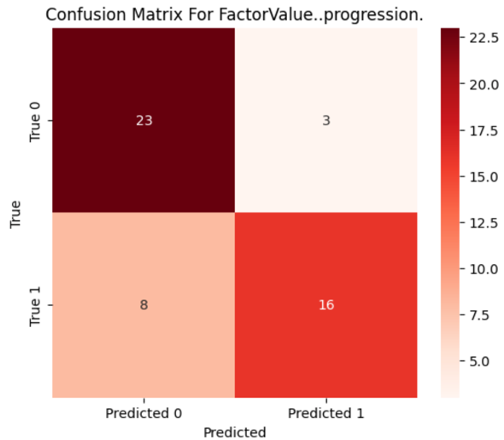 Confusion Matrix For FactorValue..progression.
True 0
23
3
True
True 1
8
16
Predicted 0
Predicted 1
Predicted
22.5
20.0
17.5
15.0
12.5
10.0
7.5
5.0